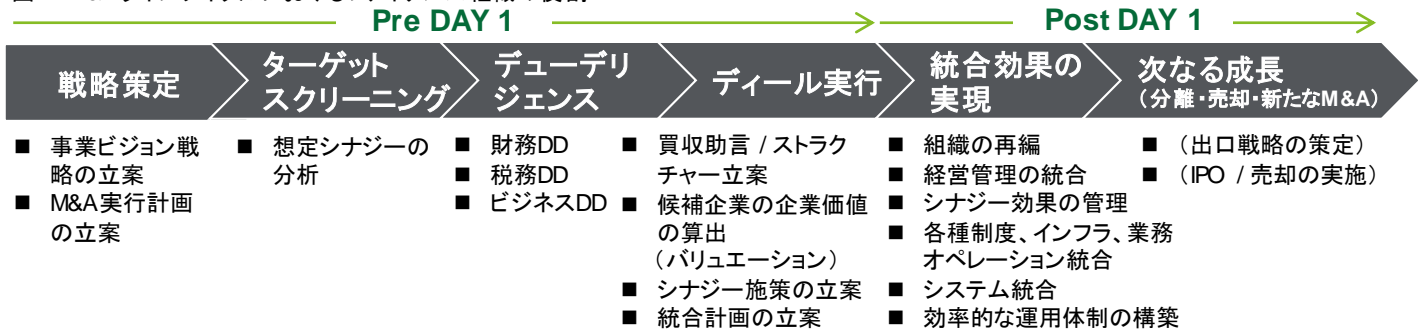 Pre DAY 1
Post DAY 1
戦略策定
ターゲット
スクリーニング
デューデリ
ジェンス
ディール実行
統合効果の
実現
次なる成長
（分離・売却・新たなM&A）
■ 事業ビジョン戦
略の立案
■ M&A実行計画
の立案
■ 想定シナジーの
分析
■ 財務DD
■ 税務DD
■ ビジネスDD
■ 買収助言 / ストラク
チャー立案
■ 候補企業の企業価値
の算出
（バリュエーション）
■ シナジー施策の立案
■ 統合計画の立案
■ 組織の再編
■ 経営管理の統合
■ シナジー効果の管理
■ 各種制度、インフラ、業務
オペレーション統合
■ システム統合
■ 効率的な運用体制の構築
■ （出口戦略の策定）
■ （IPO / 売却の実施）